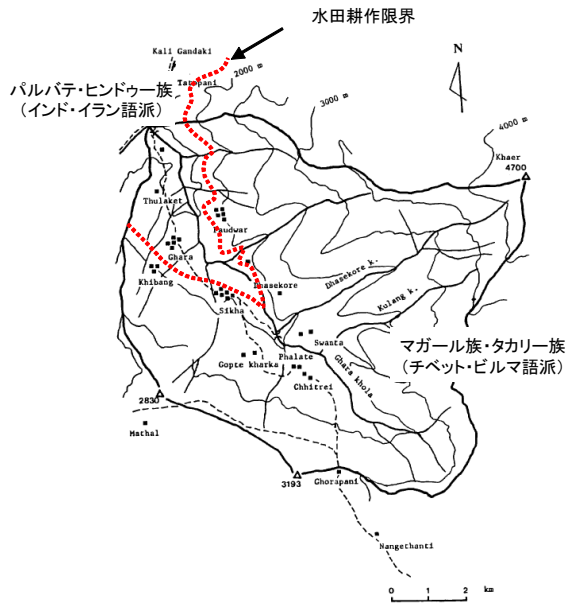 水田耕作限界
Kali Gandaki
Tatopani
2000 m
N
パルバテ・ヒンドゥー族
(インド・イラン語派)
3000 m
4000 m
Khaer
4700
Thulaket
Paudwar
Ghara
Khibang
Dhasekore
Dhasekore k.
Kulang k.
Sikha
Swanta
マガール族・タカリー族
(チベット・ビルマ語派)
Gopte kharka
Phalate
Ghara khola
Chhitrei
2830
Mathal
3193
Ghorapani
Nangethanti
0 1 2 km